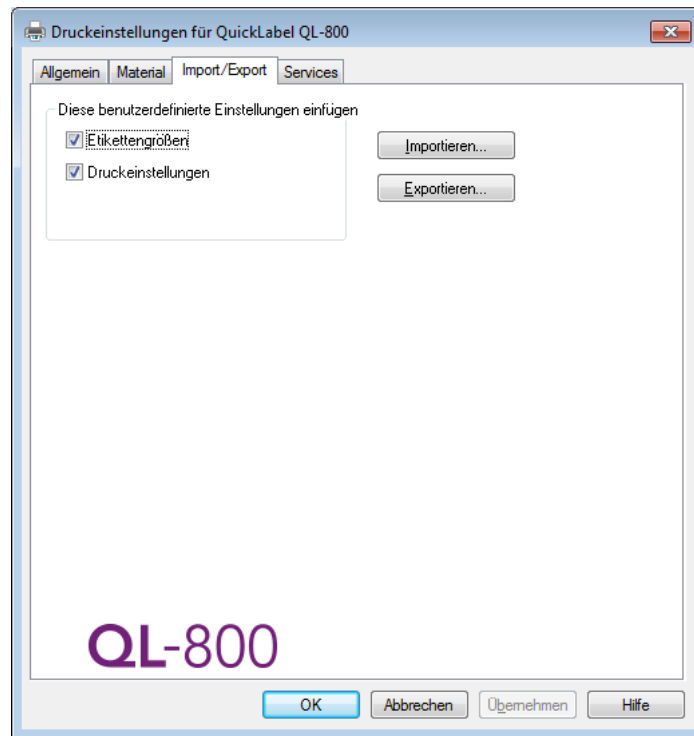 Druckeinstellungen für QuickLabel QL-800
Allgemein Material Import/Export Services
Diese benutzerdefinierte Einstellungen einfügen
Etikettengrößen
Importieren...
Druckeinstellungen
Exportieren...
QL-800
OK Abbrechen Übernehmen Hilfe